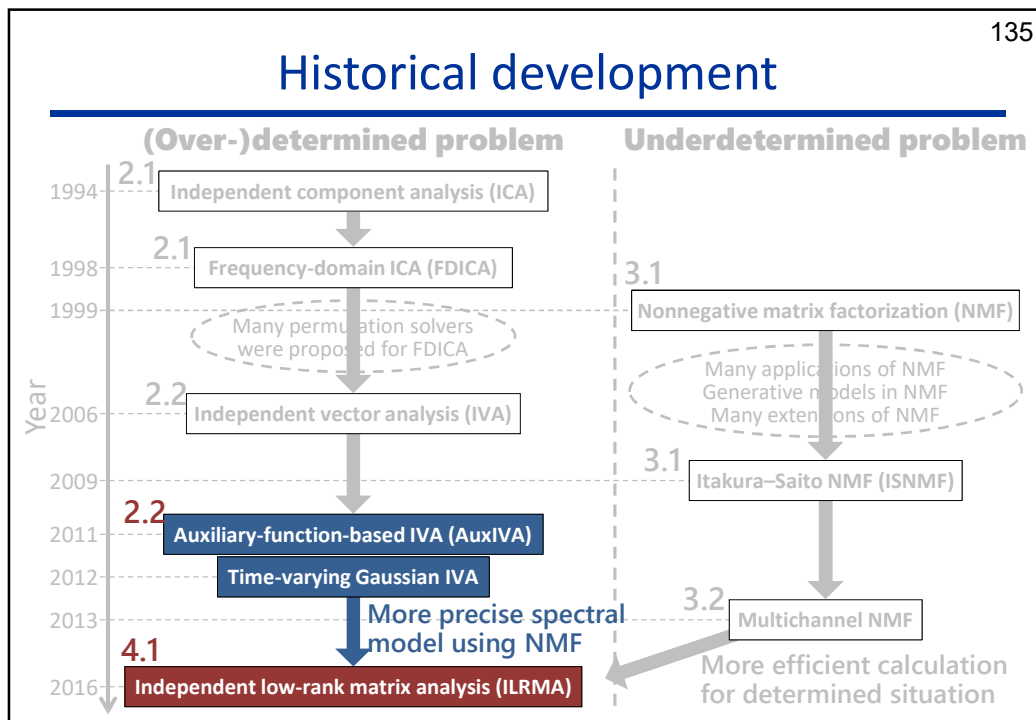 135
Historical development
(Over-)determined problem
Underdetermined problem
Year
1994
2.1
Independent component analysis (ICA)
1998
2.1
Frequency-domain ICA (FDICA)
1999
3.1
Nonnegative matrix factorization (NMF)
Many permutation solvers
were proposed for FDICA
Many applications of NMF
Generative models in NMF
Many extensions of NMF
2006
2.2
Independent vector analysis (IVA)
2009
3.1
Itakura–Saito NMF (ISNMF)
2011
2.2
Auxiliary-function-based IVA (AuxIVA)
2012
Time-varying Gaussian IVA
2013
3.2
Multichannel NMF
More precise spectral
model using NMF
2016
4.1
Independent low-rank matrix analysis (ILRMA)
More efficient calculation
for determined situation